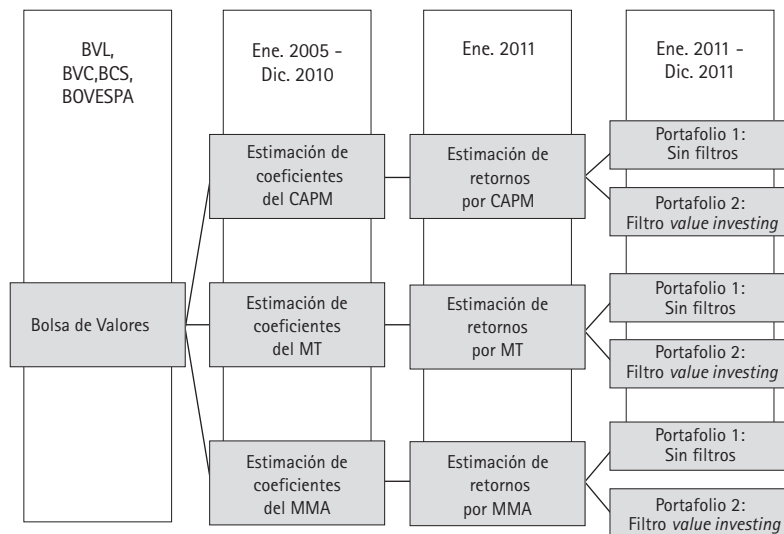 BVL,
BVC,BCS,
BOVESPA
Ene. 2005 -
Dic. 2010
Ene. 2011
Ene. 2011 -
Dic. 2011
Bolsa de Valores
Estimación de
coeficientes
del CAPM
Estimación de
retornos
por CAPM
Portafolio 1:
Sin filtros
Portafolio 2:
Filtro value investing
Estimación de
coeficientes
del MT
Estimación de
retornos
por MT
Portafolio 1:
Sin filtros
Portafolio 2:
Filtro value investing
Estimación de
coeficientes
del MMA
Estimación de
retornos
por MMA
Portafolio 1:
Sin filtros
Portafolio 2:
Filtro value investing